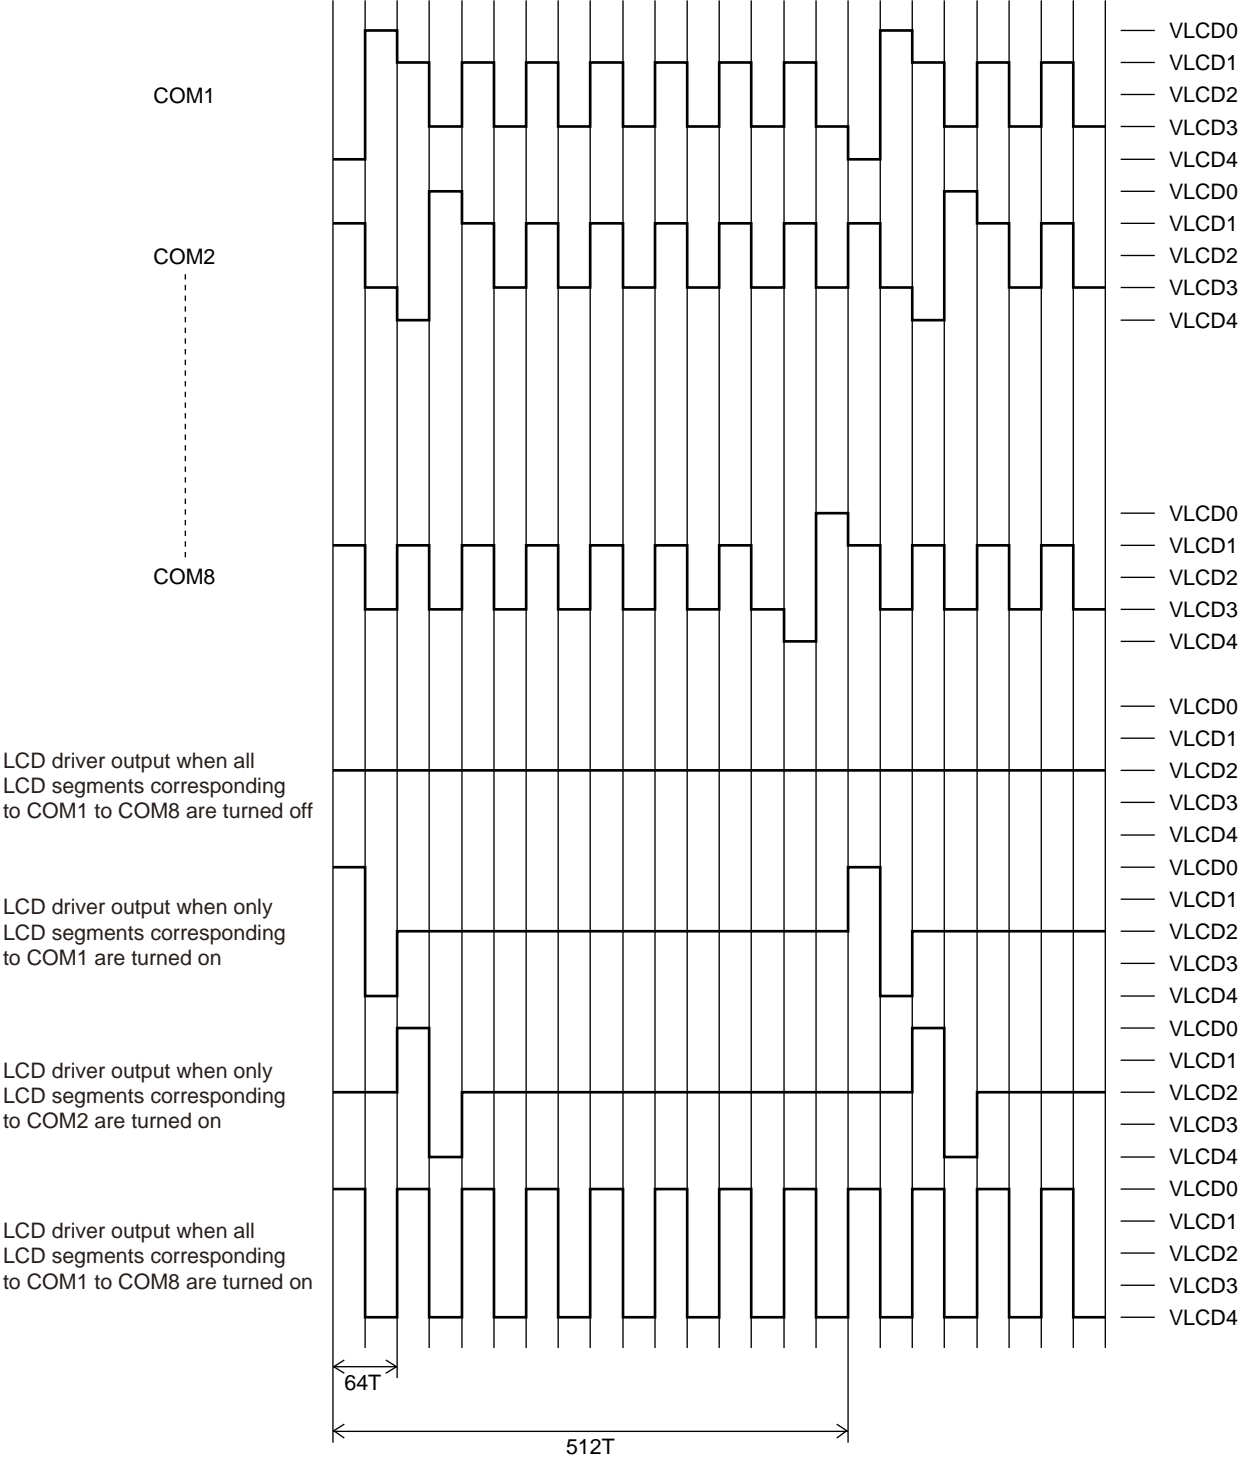 VLCD0
VLCD1
COM1
VLCD2
VLCD3
VLCD4
VLCD0
VLCD1
COM2
VLCD2
VLCD3
VLCD4
VLCD0
VLCD1
COM8
VLCD2
VLCD3
VLCD4
VLCD0
VLCD1
LCD driver output when all
LCD segments corresponding
to COM1 to COM8 are turned off
VLCD2
VLCD3
VLCD4
VLCD0
VLCD1
LCD driver output when only
LCD segments corresponding
to COM1 are turned on
VLCD2
VLCD3
VLCD4
VLCD0
VLCD1
LCD driver output when only
LCD segments corresponding
to COM2 are turned on
VLCD2
VLCD3
VLCD4
VLCD0
VLCD1
LCD driver output when all
LCD segments corresponding
to COM1 to COM8 are turned on
VLCD2
VLCD3
VLCD4
64T
512T